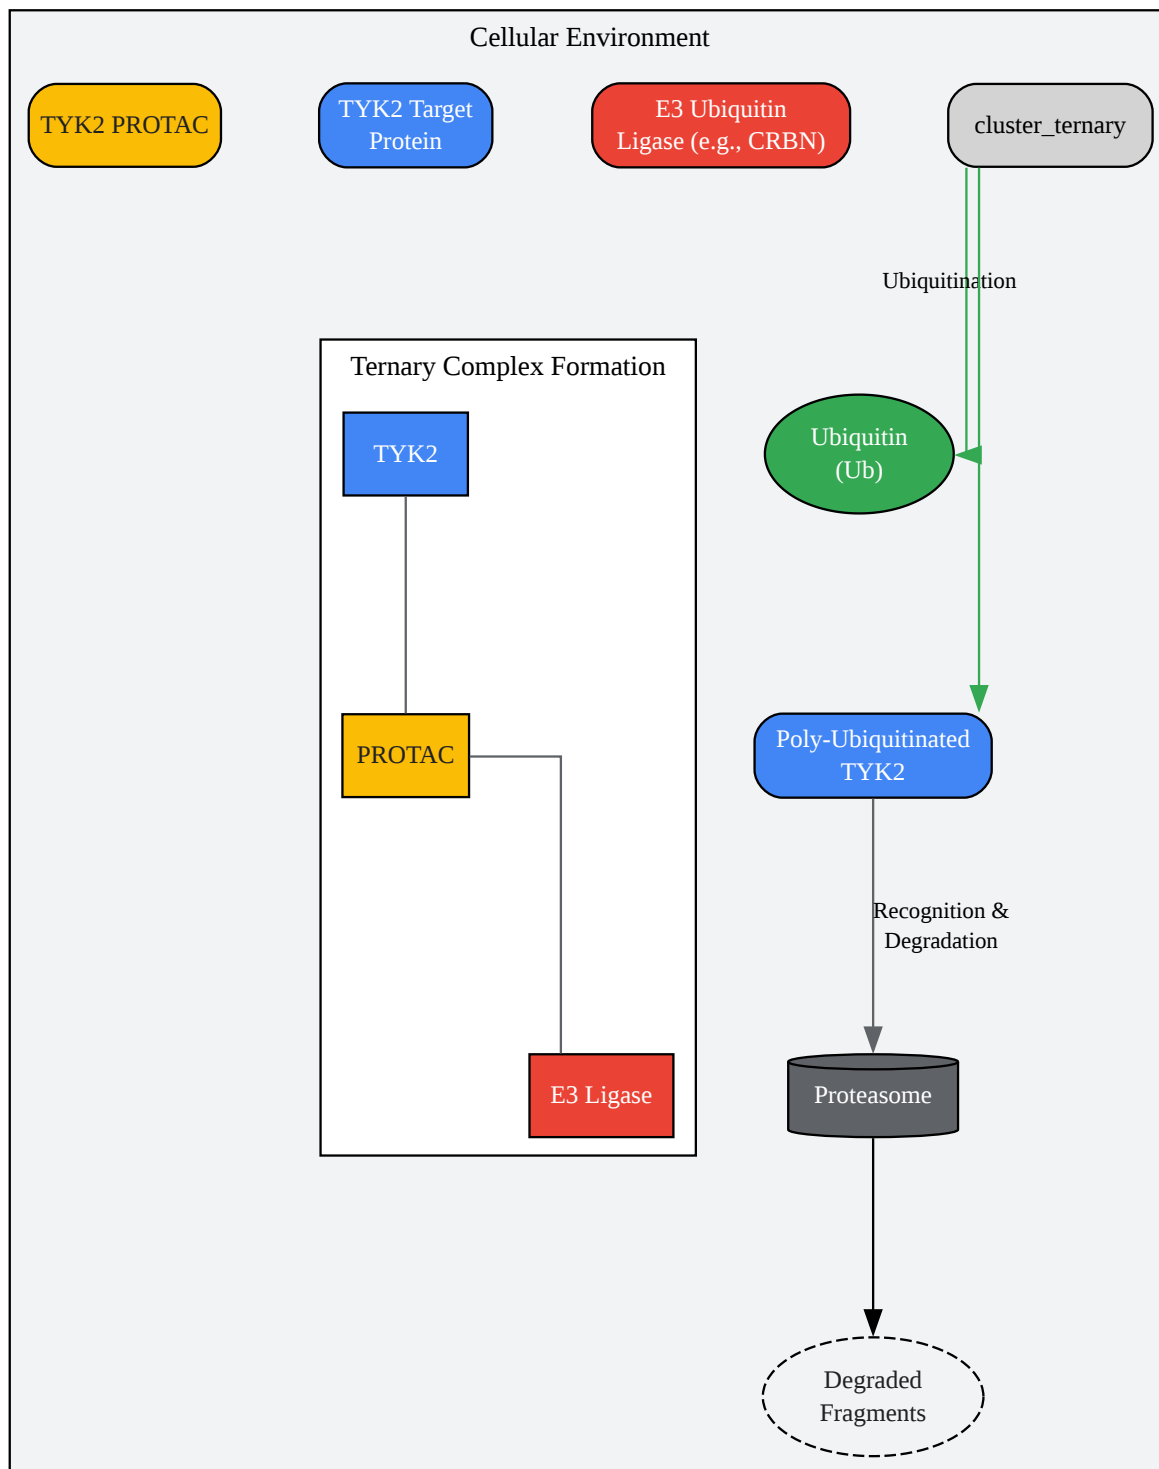 Cellular Environment
TYK2 PROTAC
TYK2 Target
Protein
E3 Ubiquitin
Ligase (e.g., CRBN)
cluster_ternary
Ubiquitination
Ternary Complex Formation
TYK2
Ubiquitin
(Ub)
PROTAC
Poly-Ubiquitinated
TYK2
Recognition &
Degradation
E3 Ligase
Proteasome
Degraded
Fragments